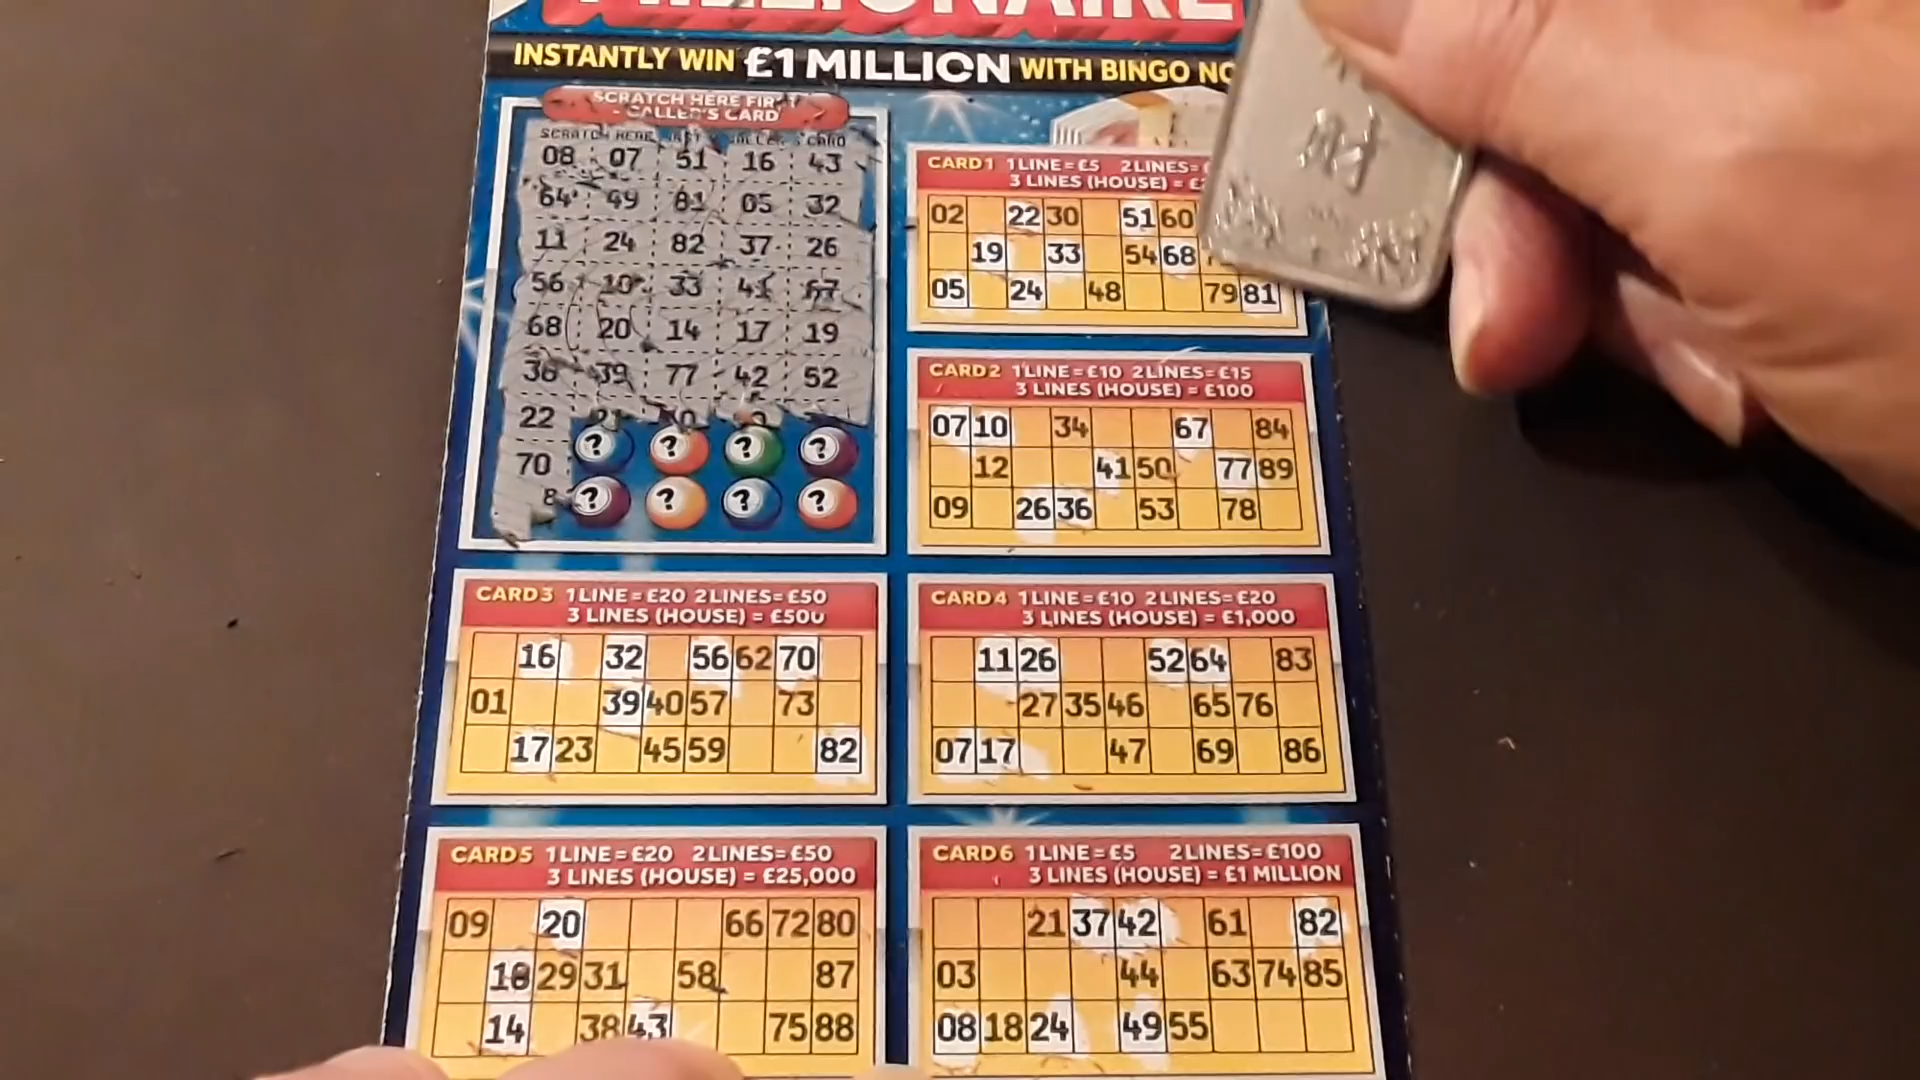 MILLIONAIRE
INSTANTLY WIN £1 MILLION WITH BINGO
SCRATCH HERE
CALLER'S CARD
08 07 51 16 43
64 49 81 05 32
11 24 82 37 26
56 10 33 41 67
68 20 14 17 19
36 39 77 42 52
22
70
8
? ? ? ?
? ? ? ?
CARD 1 1 LINE = £5 2 LINES=
3 LINES (HOUSE) =
02 22 30 51 60
19 33 54 68
05 24 48 79 81
CARD 2 1 LINE = £10 2 LINES = £15
3 LINES (HOUSE) = £100
07 10 34 67 84
12 41 50 77 89
09 26 36 53 78
CARD 3 1 LINE = £20 2 LINES = £50
3 LINES (HOUSE) = £500
16 32 56 62 70
01 39 40 57 73
17 23 45 59 82
CARD 4 1 LINE = £10 2 LINES = £20
3 LINES (HOUSE) = £1,000
11 26 52 64 83
27 35 46 65 76
07 17 47 69 86
CARD 5 1 LINE = £20 2 LINES = £50
3 LINES (HOUSE) = £25,000
09 20 66 72 80
29 31 58 87
14 38 43 75 88
CARD 6 1 LINE = £5 2 LINES = £100
3 LINES (HOUSE) = £1 MILLION
21 37 42 61 82
03 44 63 74 85
08 18 24 49 55